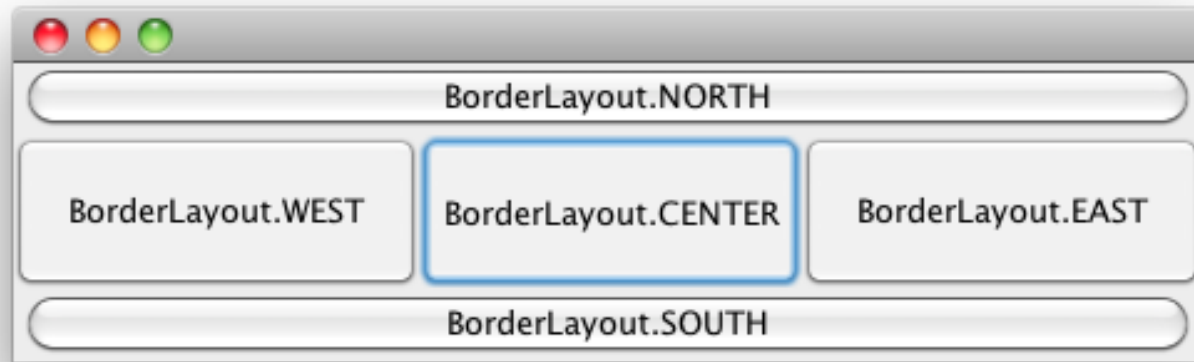 BorderLayout.NORTH
BorderLayout.WEST BorderLayout.CENTER BorderLayout.EAST
BorderLayout.SOUTH